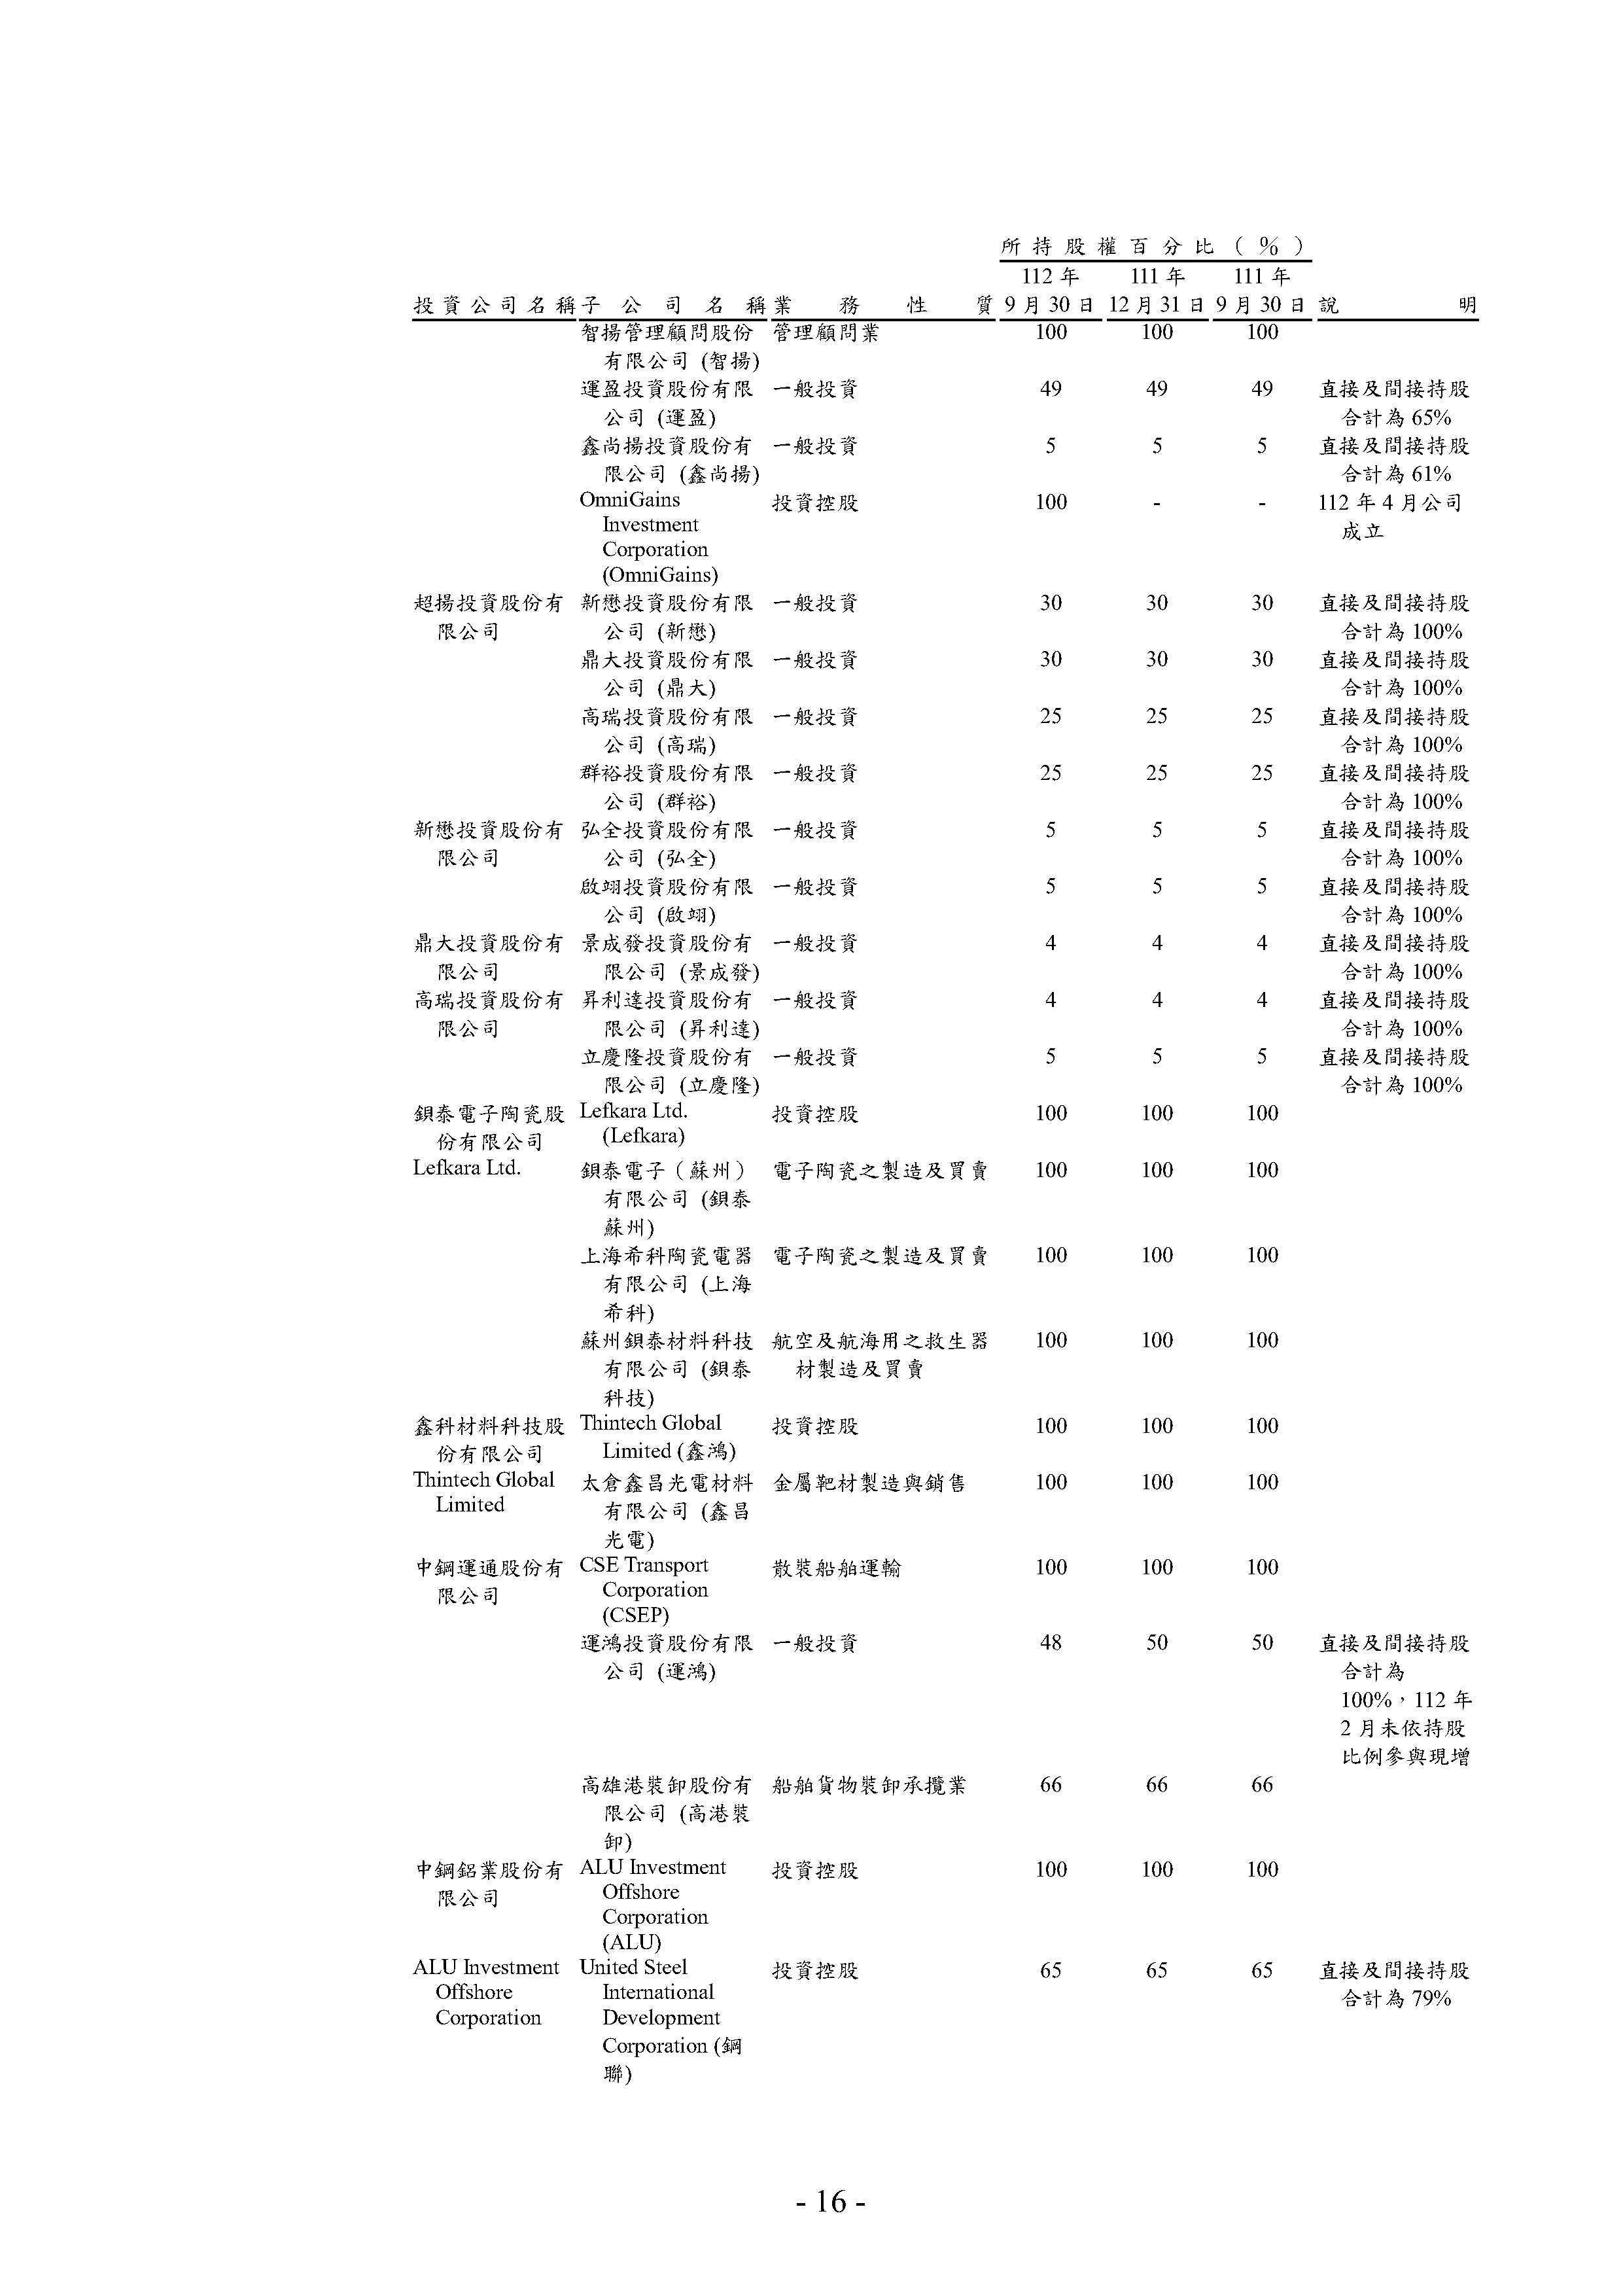 所持股權百分比（％）
112 年 111 年 111 年
投資公司名稱 子公司名稱 業務性質 9 月 30 日 12 月 31 日 9 月 30 日 說明
智揚管理顧問股份 管理顧問業 100 100 100
有限公司 (智揚)
運盈投資股份有限 一般投資 49 49 49 直接及間接持股
公司 (運盈) 合計為 65%
鑫尚揚投資股份有 一般投資 5 5 5 直接及間接持股
限公司 (鑫尚揚) 合計為 61%
OmniGains 投資控股 100 - - 112 年 4 月公司
Investment 成立
Corporation
(OmniGains)
超揚投資股份有 新懋投資股份有限 一般投資 30 30 30 直接及間接持股
限公司 公司 (新懋) 合計為 100%
鼎大投資股份有限 一般投資 30 30 30 直接及間接持股
公司 (鼎大) 合計為 100%
高瑞投資股份有限 一般投資 25 25 25 直接及間接持股
公司 (高瑞) 合計為 100%
群裕投資股份有限 一般投資 25 25 25 直接及間接持股
公司 (群裕) 合計為 100%
新懋投資股份有 弘全投資股份有限 一般投資 5 5 5 直接及間接持股
限公司 公司 (弘全) 合計為 100%
啟翊投資股份有限 一般投資 5 5 5 直接及間接持股
公司 (啟翊) 合計為 100%
鼎大投資股份有 景成發投資股份有 一般投資 4 4 4 直接及間接持股
限公司 限公司 (景成發) 合計為 100%
高瑞投資股份有 昇利達投資股份有 一般投資 4 4 4 直接及間接持股
限公司 限公司 (昇利達) 合計為 100%
立慶隆投資股份有 一般投資 5 5 5 直接及間接持股
限公司 (立慶隆) 合計為 100%
鋇泰電子陶瓷股 Lefkara Ltd. 投資控股 100 100 100
份有限公司 (Lefkara)
Lefkara Ltd. 鋇泰電子（蘇州） 電子陶瓷之製造及買賣 100 100 100
有限公司 (鋇泰
蘇州)
上海希科陶瓷電器 電子陶瓷之製造及買賣 100 100 100
有限公司 (上海
希科)
蘇州鋇泰材料科技 航空及航海用之救生器 100 100 100
有限公司 (鋇泰 材製造及買賣
科技)
鑫科材料科技股 Thintech Global 投資控股 100 100 100
份有限公司 Limited (鑫鴻)
Thintech Global 太倉鑫昌光電材料 金屬靶材製造與銷售 100 100 100
Limited 有限公司 (鑫昌
光電)
中鋼運通股份有 CSE Transport 散裝船舶運輸 100 100 100
限公司 Corporation
(CSEP)
運鴻投資股份有限 一般投資 48 50 50 直接及間接持股
公司 (運鴻) 合計為
100%，112 年
2 月未依持股
比例參與現增
高雄港裝卸股份有 船舶貨物裝卸承攬業 66 66 66
限公司 (高港裝
卸)
中鋼鋁業股份有 ALU Investment 投資控股 100 100 100
限公司 Offshore
Corporation
(ALU)
ALU Investment United Steel 投資控股 65 65 65 直接及間接持股
Offshore International 合計為 79%
Corporation Development
Corporation (鋼
聯)
- 16 -